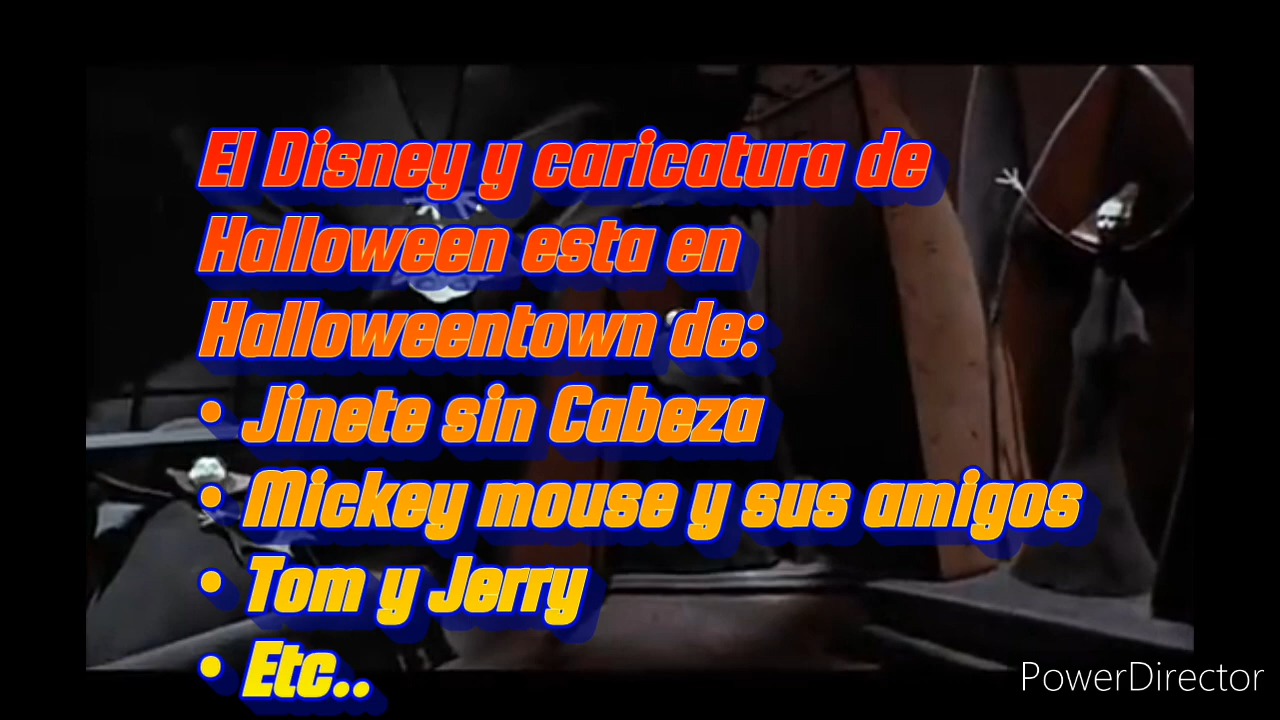 El Disney y caricatura de
Halloween esta en
Halloweentown de:
• Jinete sin Cabeza
• Mickey mouse y sus amigos
• Tom y Jerry
• Etc..
PowerDirector